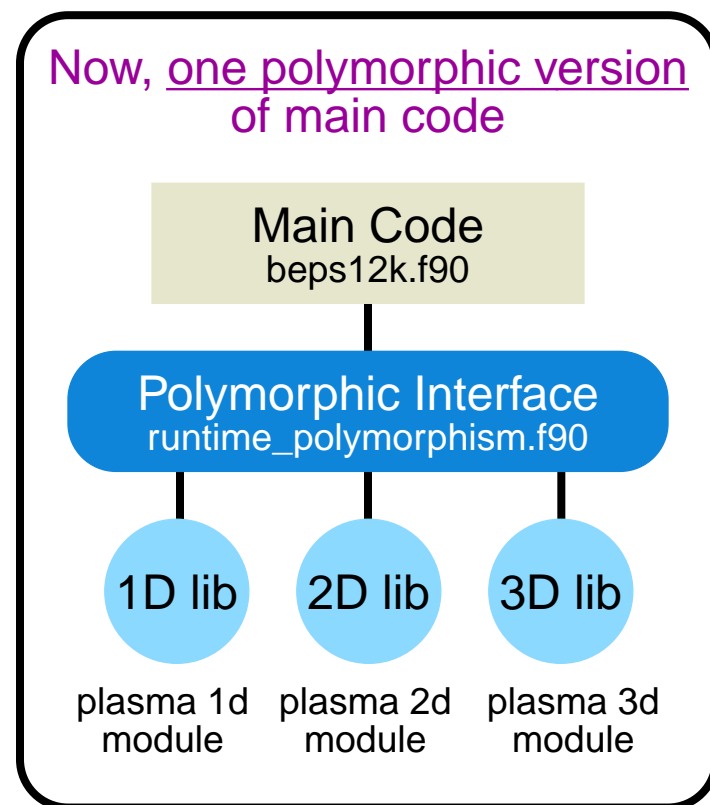 Now, one polymorphic version
of main code
Main Code
beps12k.f90
Polymorphic Interface
runtime_polymorphism.f90
1D lib 2D lib 3D lib
plasma 1d plasma 2d plasma 3d
module module module